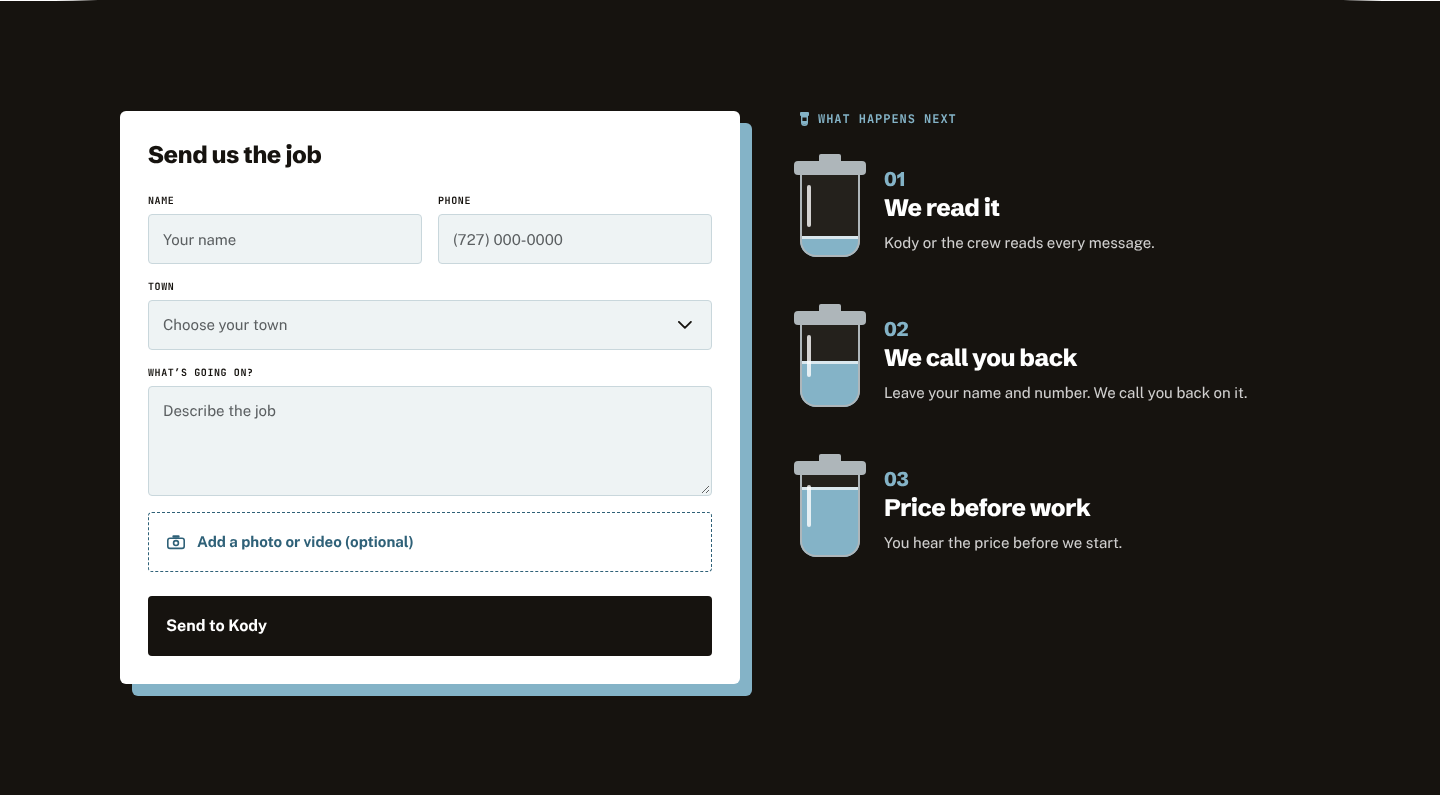 Send us the job
NAME
PHONE
Your name
(727) 000-0000
TOWN
Choose your town
WHAT'S GOING ON?
Describe the job
Add a photo or video (optional)
Send to Kody
WHAT HAPPENS NEXT
01
We read it
Kody or the crew reads every message.
02
We call you back
Leave your name and number. We call you back on it.
03
Price before work
You hear the price before we start.